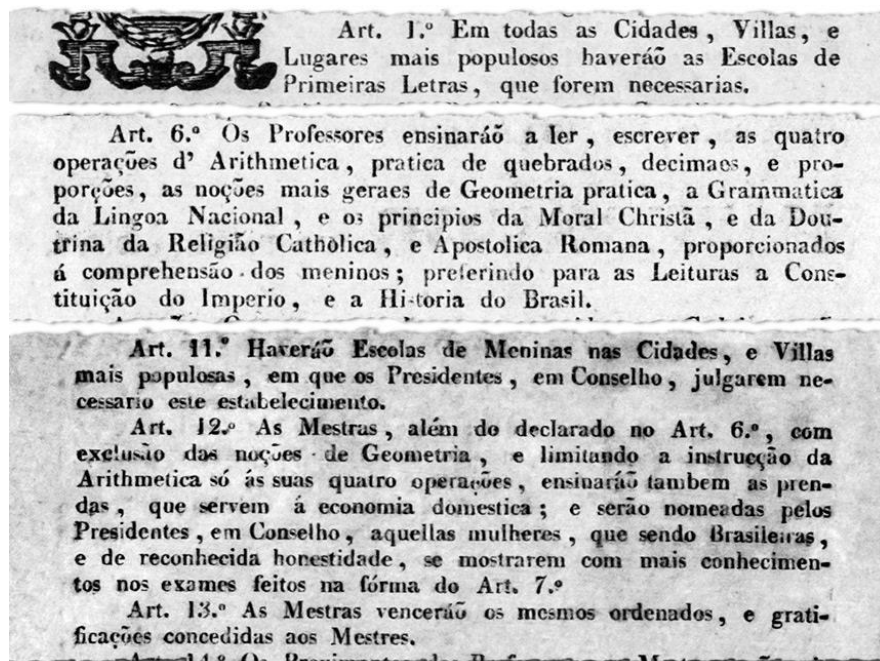 Art. 1.º Em todas as Cidades, Villas, e
Lugares mais populosos haveráõ as Escolas de
Primeiras Letras, que forem necessarias.
Art. 6.º Os Professores ensinaráõ a ler, escrever, as quatro
operações d' Arithmetica, pratica de quebrados, decimaes, e pro-
porções, as noções mais geraes de Geometria pratica, a Grammatica
da Lingoa Nacional, e os principios da Moral Christã, e da Dou-
trina da Religião Cathòlica, e Apostolica Romana, proporcionados
á comprehensão dos meninos; preferindo para as Leituras a Cons-
tituição do Imperio, e a Historia do Brasil.
Art. 11.º Haveráõ Escolas de Meninas nas Cidades, e Villas
mais populosas, em que os Presidentes, em Conselho, julgarem ne-
cessario este estabelecimento.
Art. 12.º As Mestras, além do declarado no Art. 6.º, com
exclusão das noções de Geometria, e limitando a instrucção da
Arithmetica só ás suas quatro operações, ensinaráõ tambem as pren-
das, que servem á economia domestica; e serão nomeadas pelos
Presidentes, em Conselho, aquellas mulheres, que sendo Brasileiras,
e de reconhecida honestidade, se mostrarem com mais conhecimen-
tos nos exames feitos na fórma do Art. 7.º
Art. 13.º As Mestras venceráõ os mesmos ordenados, e grati-
ficações concedidas aos Mestres.